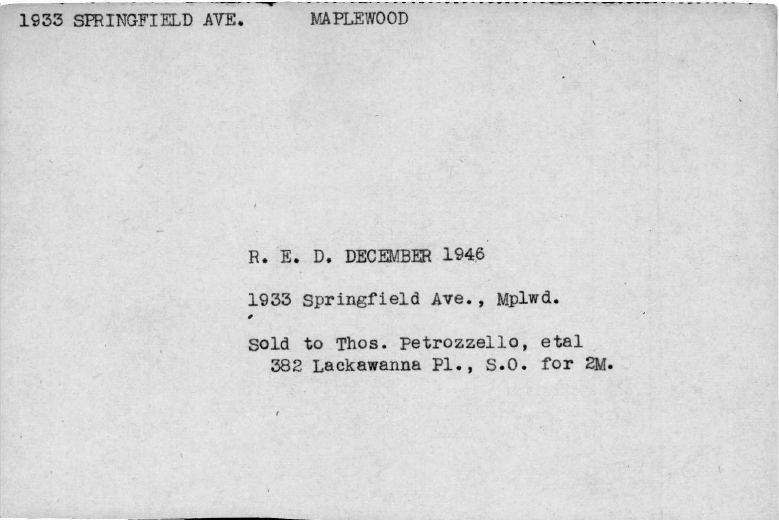 1933 SPRINGFIELD AVE. MAPLEWOOD
R. E. D. DECEMBER 1946
1933 Springfield Ave., Mplwd.
Sold to Thos. Petrozzello, etal
382 Lackawanna Pl., S.O. for 2M.